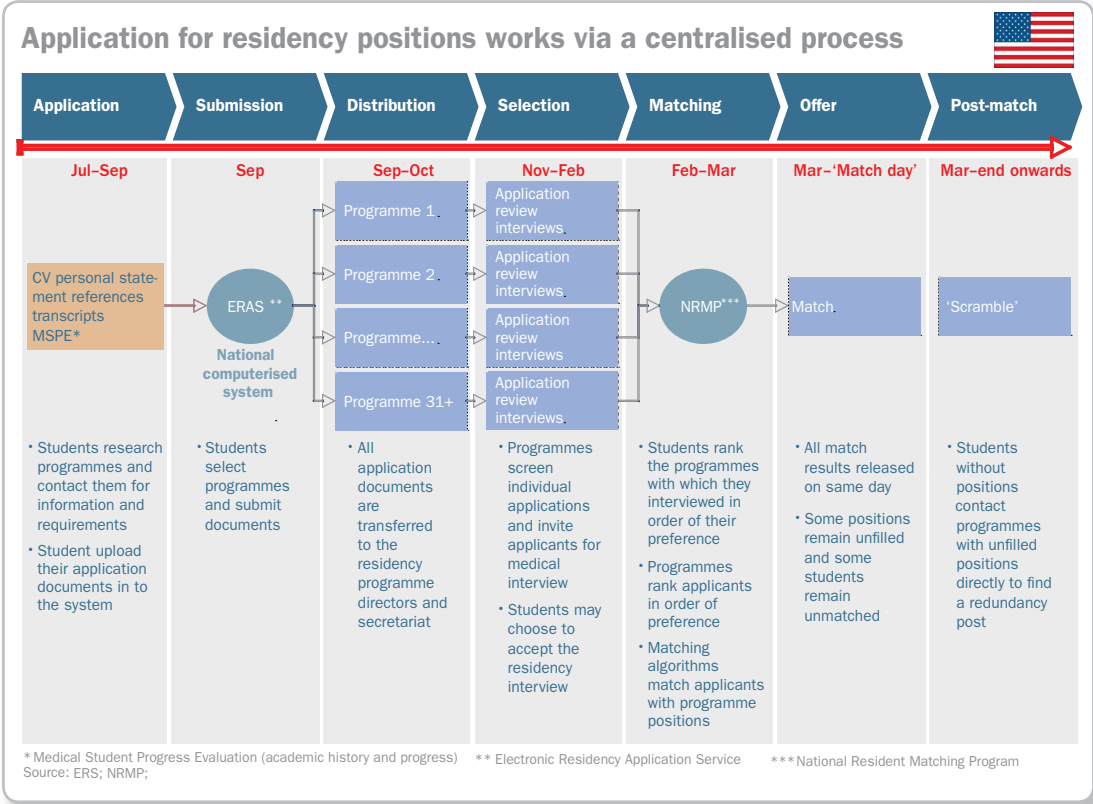 Application for residency positions works via a centralised process
Application
Submission
Distribution
Selection
Matching
Offer
Post-match
Jul–Sep
Sep
Sep–Oct
Nov–Feb
Feb–Mar
Mar–‘Match day’
Mar–end onwards
CV personal state-
ment references
transcripts
MSPE*
ERAS **
National
computerised
system
Programme 1.
Programme 2.
Programme....
Programme 31+
Application
review
interviews.
Application
review
interviews.
Application
review
interviews
Application
review
interviews.
NRMP***
Match.
‘Scramble’
• Students research
programmes and
contact them for
information and
requirements
• Student upload
their application
documents in to
the system
• Students
select
programmes
and submit
documents
• All
application
documents
are
transferred
to the
residency
programme
directors and
secretariat
• Programmes
screen
individual
applications
and invite
applicants for
medical
interview
• Students may
choose to
accept the
residency
interview
• Students rank
the programmes
with which they
interviewed in
order of their
preference
• Programmes
rank applicants
in order of
preference
• Matching
algorithms
match applicants
with programme
positions
• All match
results released
on same day
• Some positions
remain unfilled
and some
students
remain
unmatched
• Students
without
positions
contact
programmes
with unfilled
positions
directly to find
a redundancy
post
* Medical Student Progress Evaluation (academic history and progress)
** Electronic Residency Application Service
***National Resident Matching Program
Source: ERS; NRMP;